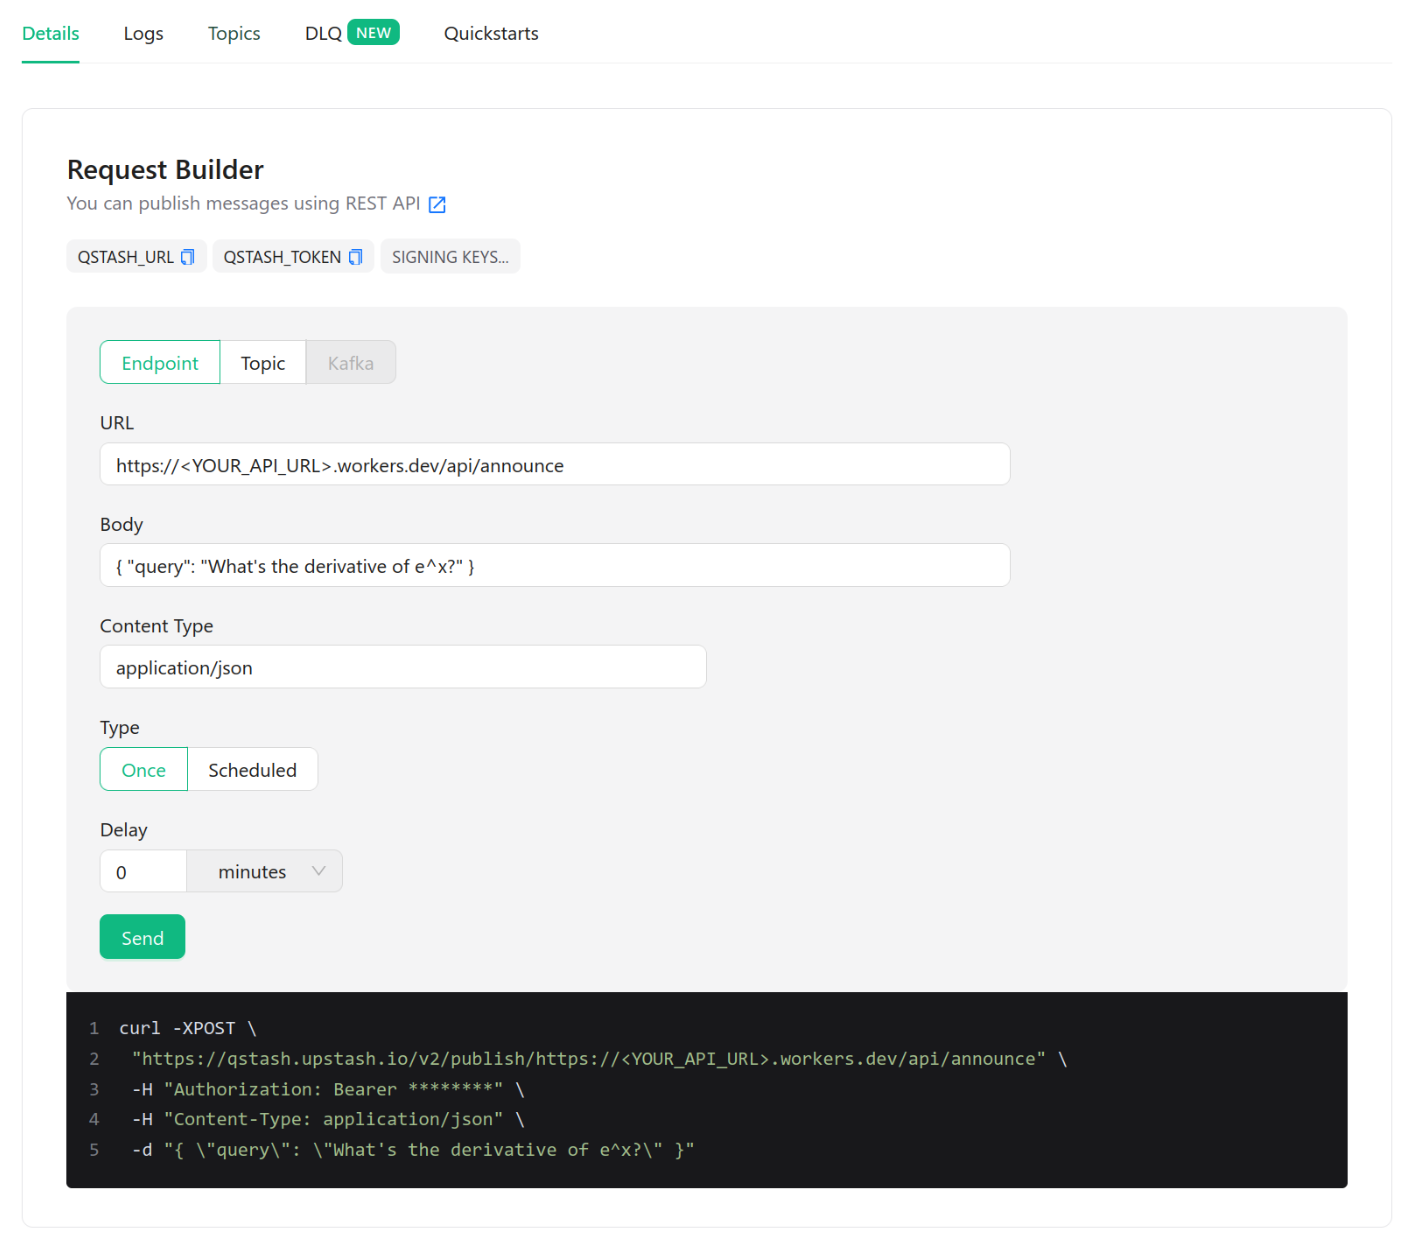 Details Logs Topics DLQ NEW Quickstarts
Request Builder
You can publish messages using REST API
QSTASH_URL QSTASH_TOKEN SIGNING KEYS...
Endpoint Topic Kafka
URL
https://<YOUR_API_URL>.workers.dev/api/announce
Body
{ "query": "What's the derivative of e^x?" }
Content Type
application/json
Type
Once Scheduled
Delay
0 minutes
Send
1 curl -XPOST \
2 "https://qstash.upstash.io/v2/publish/https://<YOUR_API_URL>.workers.dev/api/announce" \
3 -H "Authorization: Bearer ********" \
4 -H "Content-Type: application/json" \
5 -d "{ \"query\": \"What's the derivative of e^x?\" }"